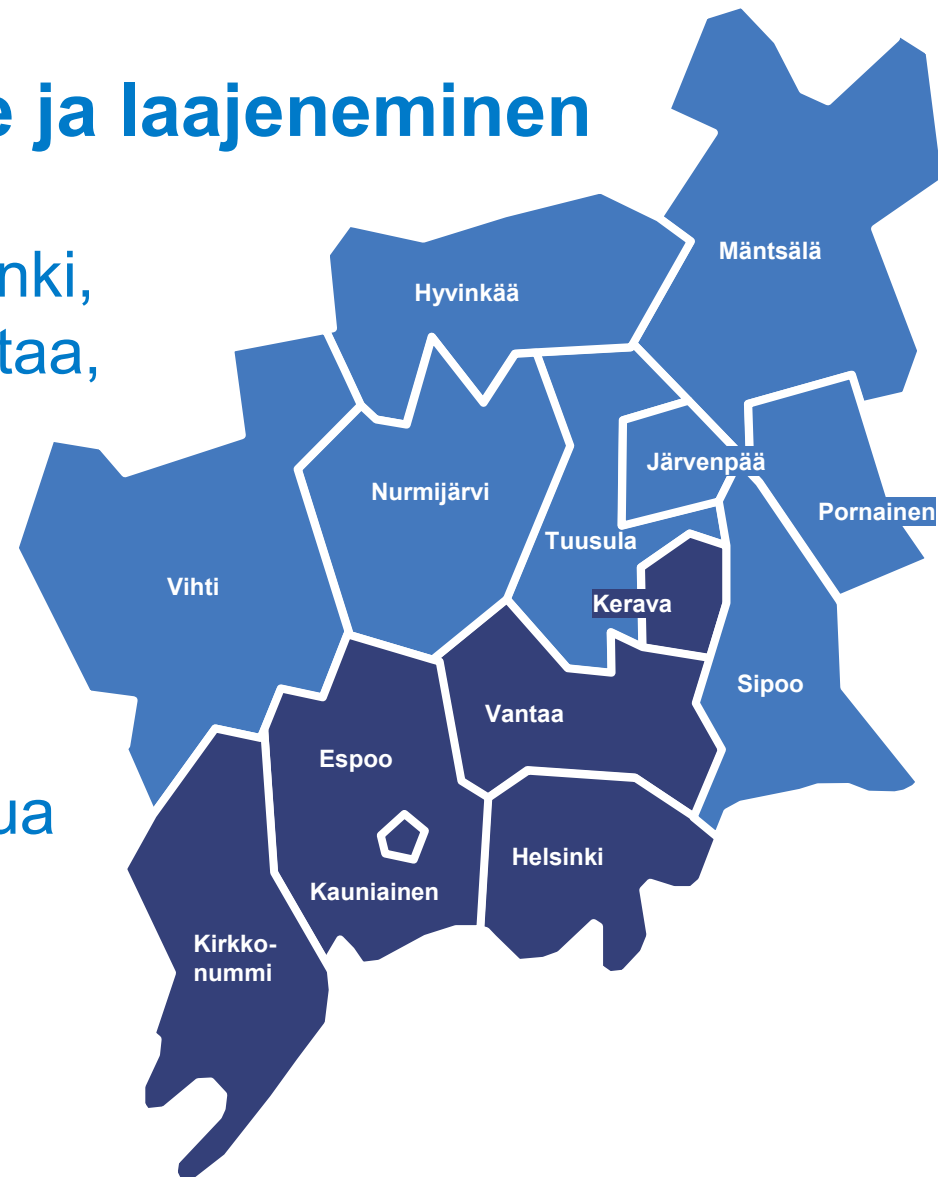 e ja laajeneminen
nki,
taa,
ua
Mäntsälä
Hyvinkää
Järvenpää
Nurmijärvi
Pornainen
Tuusula
Vihti
Kerava
Sipoo
Vantaa
Espoo
Helsinki
Kauniainen
Kirkko-
nummi